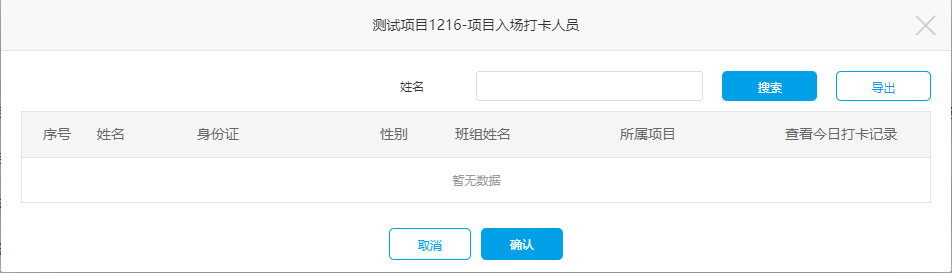 测试项目1216-项目入场打卡人员
姓名 搜索 导出
序号 姓名 身份证 性别 班组姓名 所属项目 查看今日打卡记录
暂无数据
取消 确认